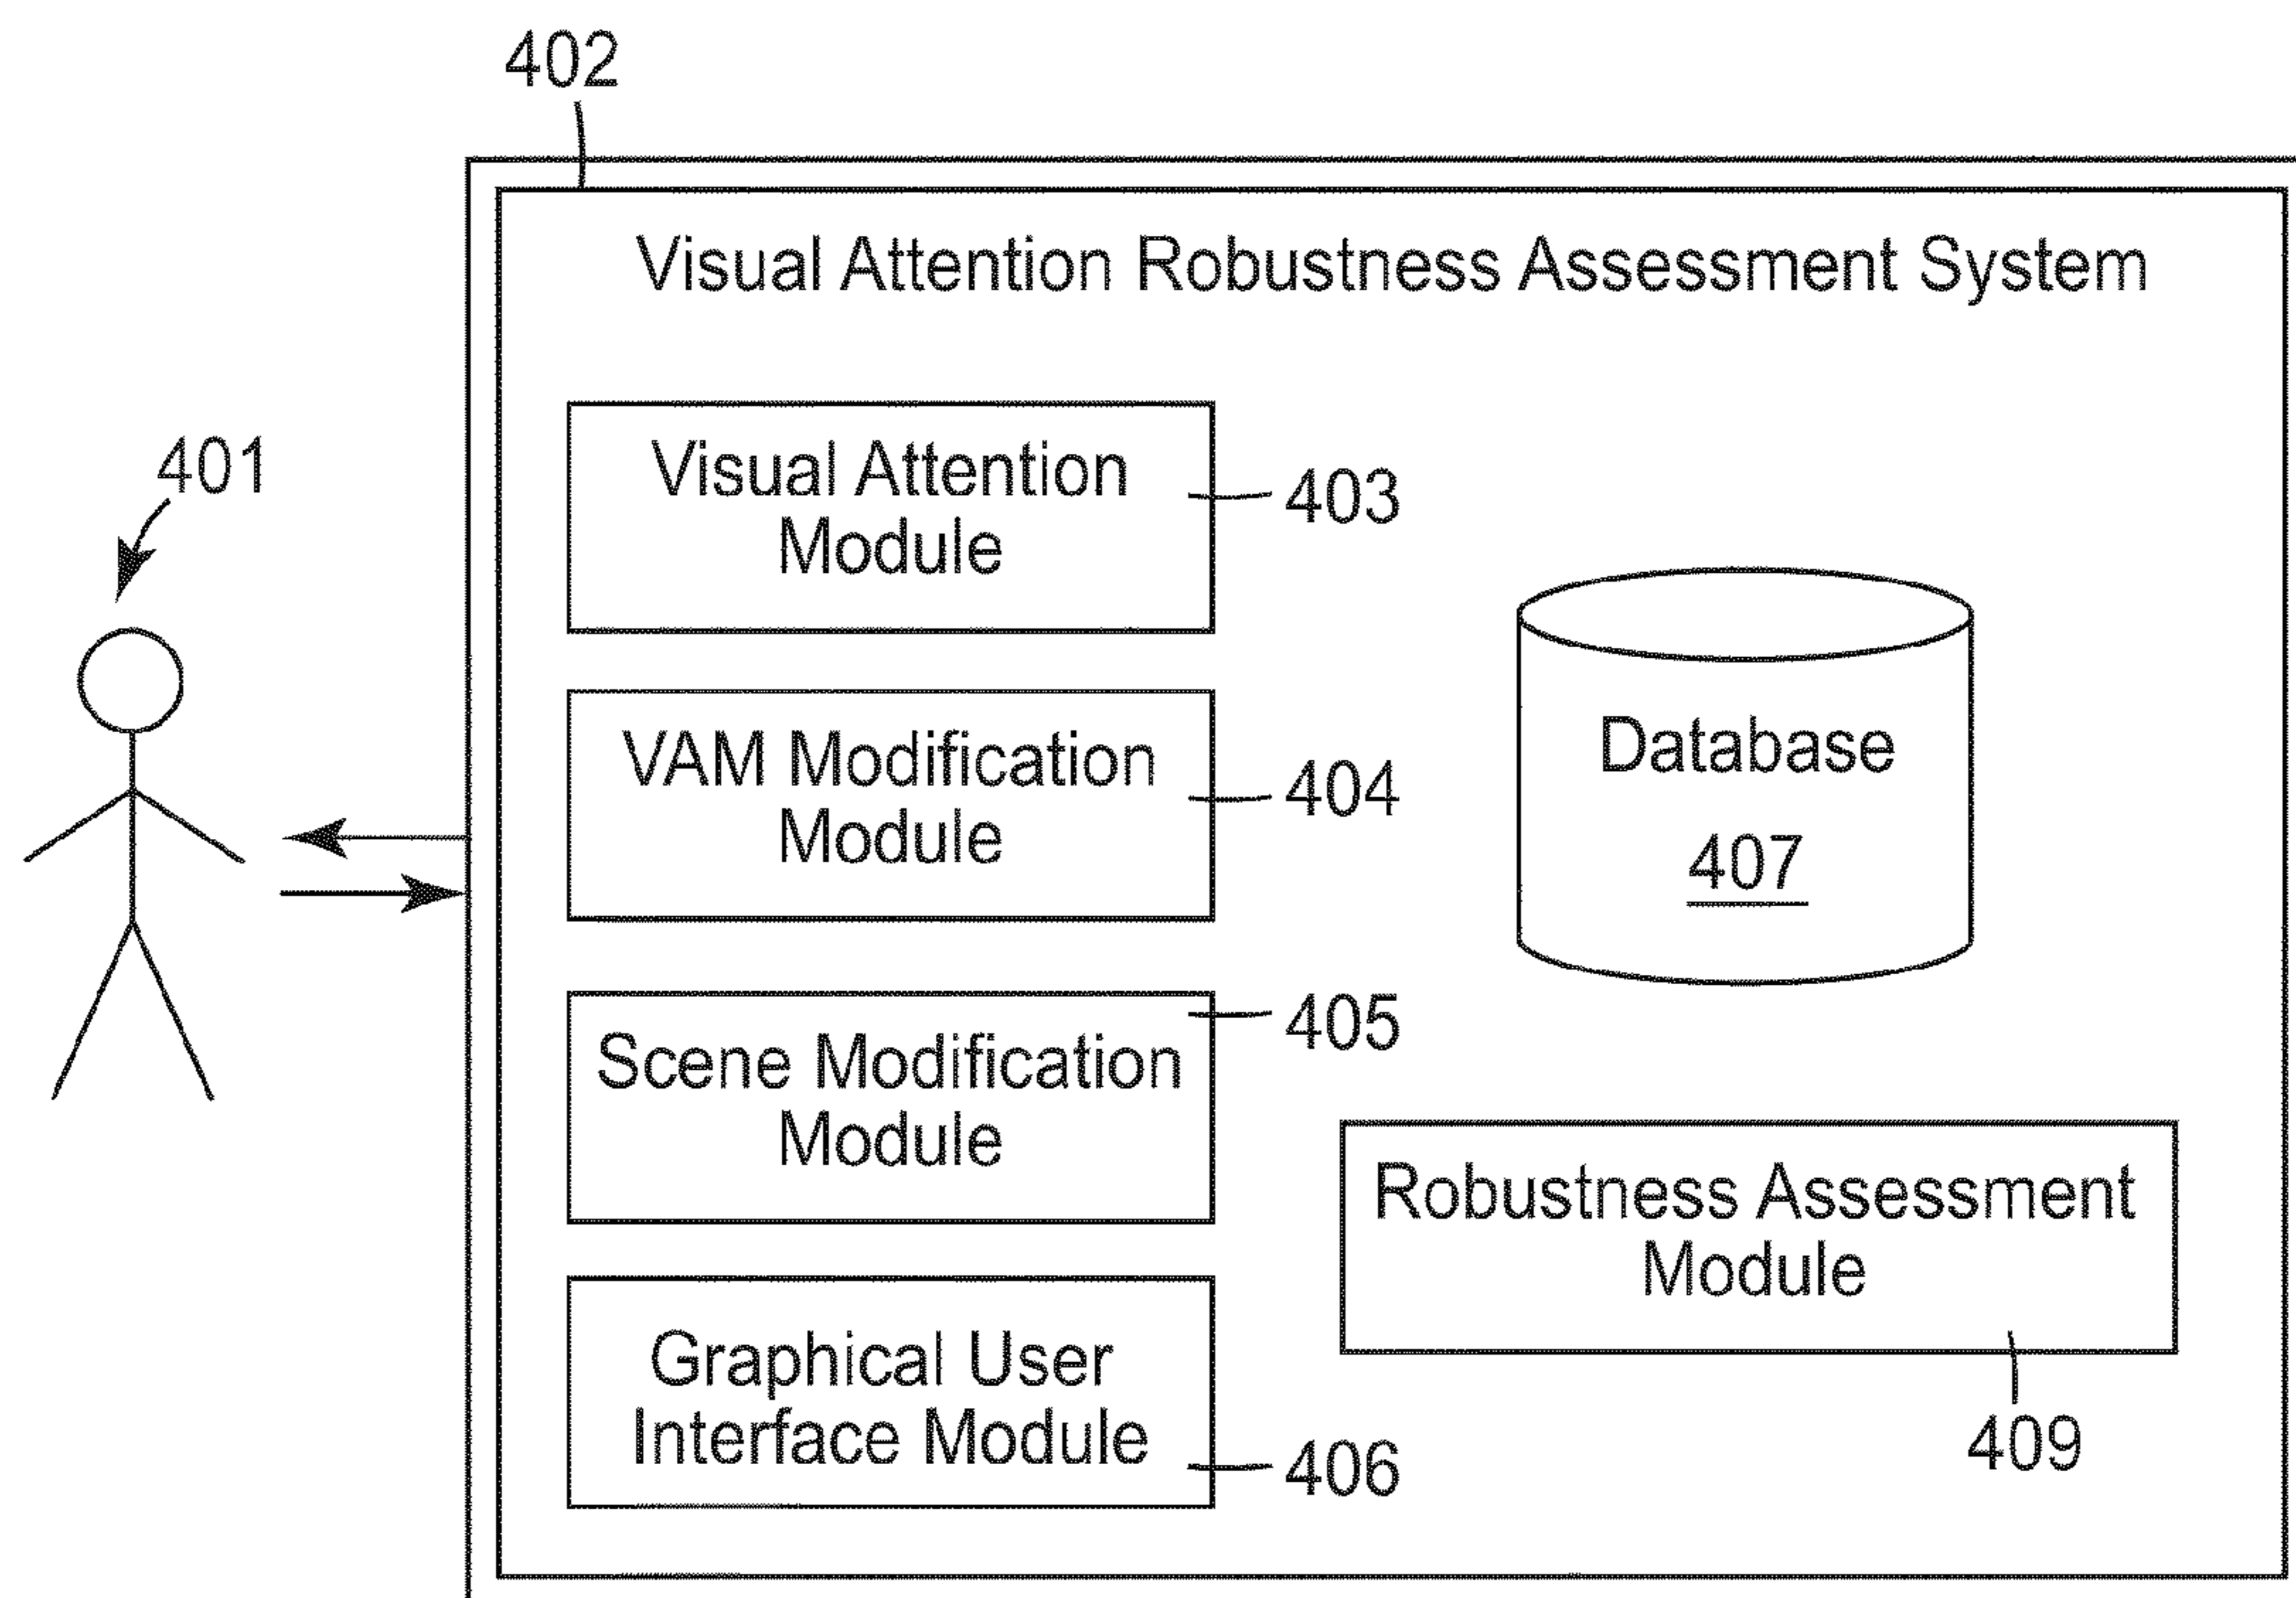 402
Visual Attention Robustness Assessment System
401
Visual Attention
Module
403
VAM Modification
Module
404
Scene Modification
Module
405
Graphical User
Interface Module
406
Database
407
Robustness Assessment
Module
409